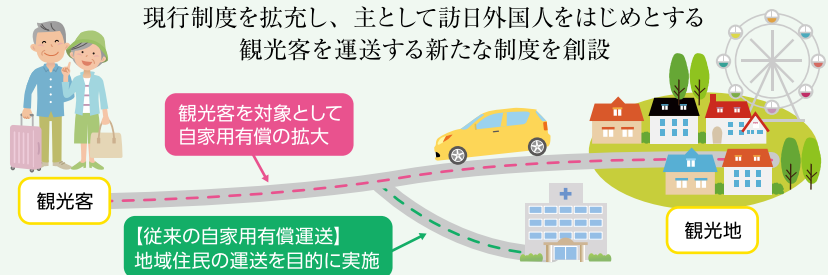 現行制度を拡充し、主として訪日外国人をはじめとする
観光客を運送する新たな制度を創設
観光客を対象として
自家用有償の拡大
観光客
【従来の自家用有償運送】
地域住民の運送を目的に実施
観光地